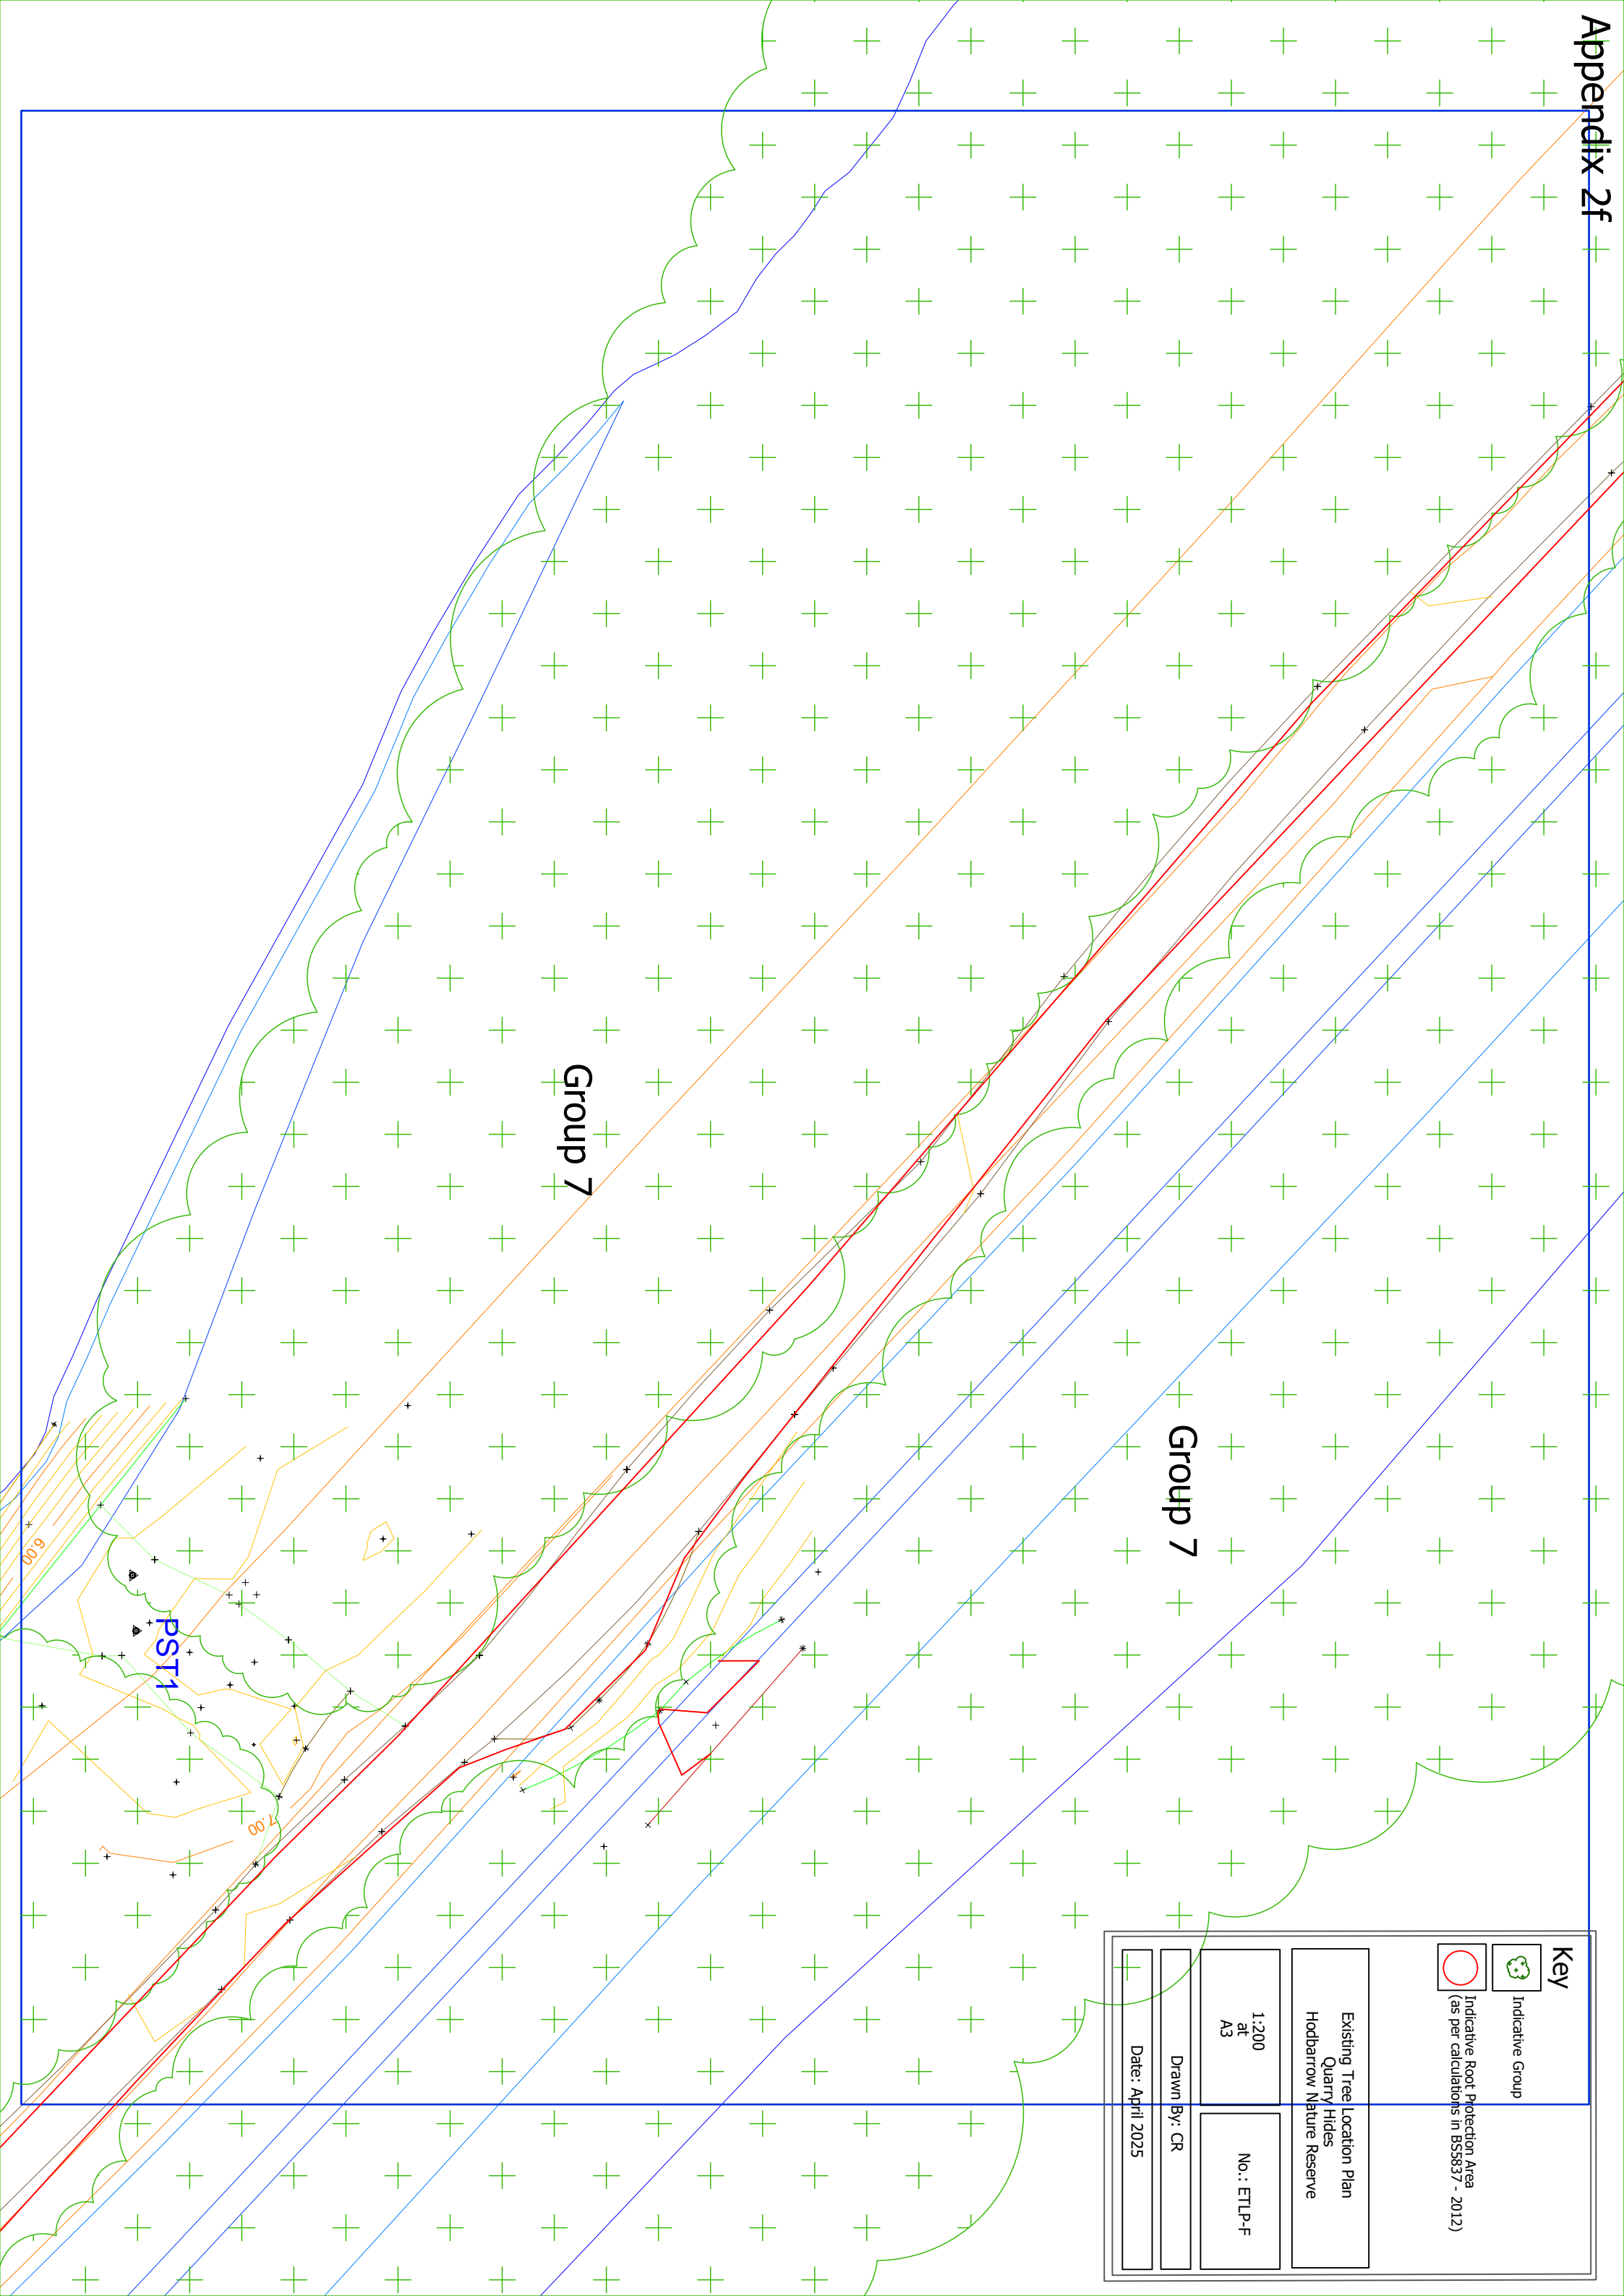 Appendix 2f
Group 7
Group 7
6.00
PST1
7.00
Key
Indicative Group
Indicative Root Protection Area
(as per calculations in BS5837 - 2012)
Existing Tree Location Plan
Quarry Hides
Hodbarrow Nature Reserve
1:200
at
A3
No.: ETLP-F
Drawn By: CR
Date: April 2025